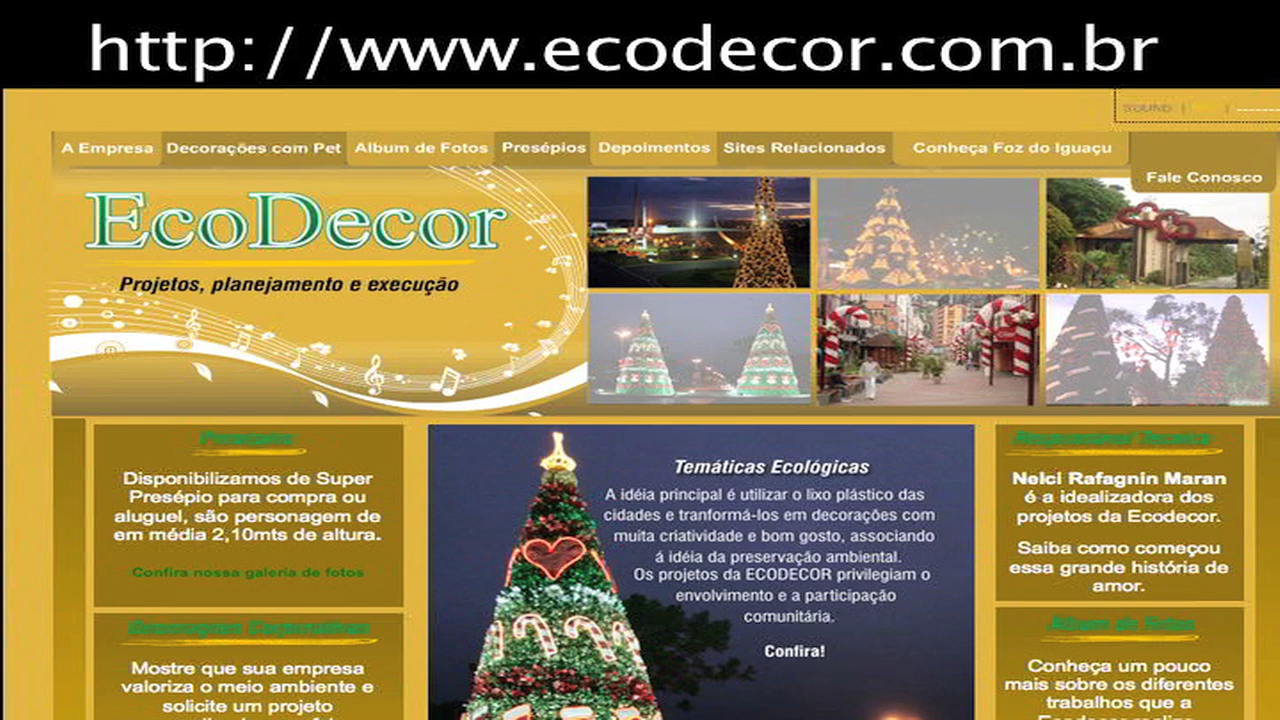 http://www.ecodecor.com.br
SOUND
A Empresa Decorações com Pet Album de Fotos Presépios Depoimentos Sites Relacionados Conheça Foz do Iguaçu
Fale Conosco
EcoDecor
Projetos, planejamento e execução
Presépios
Disponibilizamos de Super
Presépio para compra ou
aluguel, são personagem de
em média 2,10mts de altura.
Confira nossa galeria de fotos
Decorações Corporativas
Mostre que sua empresa
valoriza o meio ambiente e
solicite um projeto
Temáticas Ecológicas
A idéia principal é utilizar o lixo plástico das
cidades e tranformá-los em decorações com
muita criatividade e bom gosto, associando
á idéia da preservação ambiental.
Os projetos da ECODECOR privilegiam o
envolvimento e a participação
comunitária.
Confira!
Responsável Técnica
Nelci Rafagnin Maran
é a idealizadora dos
projetos da Ecodecor.
Saiba como começou
essa grande história de
amor.
Album de Fotos
Conheça um pouco
mais sobre os diferentes
trabalhos que a